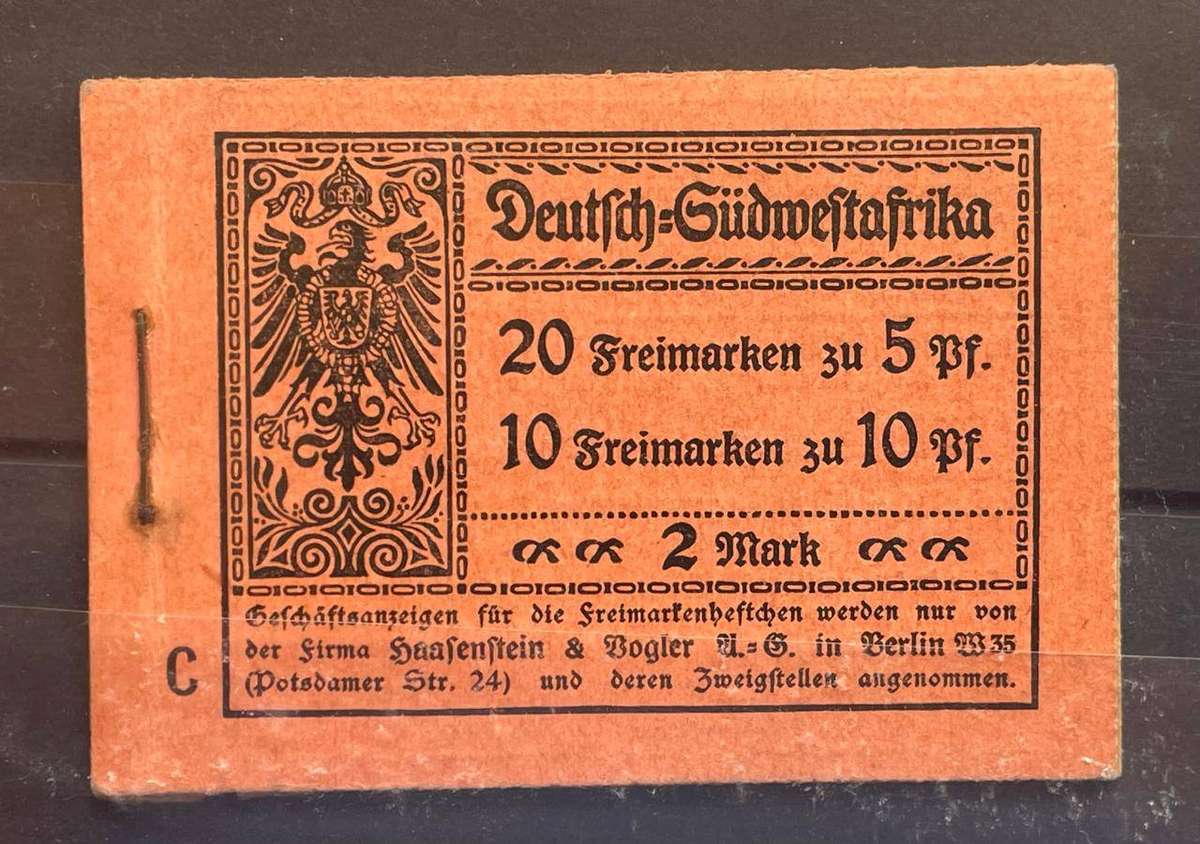 Deutsch=Südwestafrika
20 Freimarken zu 5 Pf.
10 Freimarken zu 10 Pf.
2 Mark
Geschäftsanzeigen für die Freimarkenheftchen werden nur von
der Firma Haasenstein & Vogler A.=G. in Berlin W 35
(Potsdamer Str. 24) und deren Zweigstellen angenommen.
C